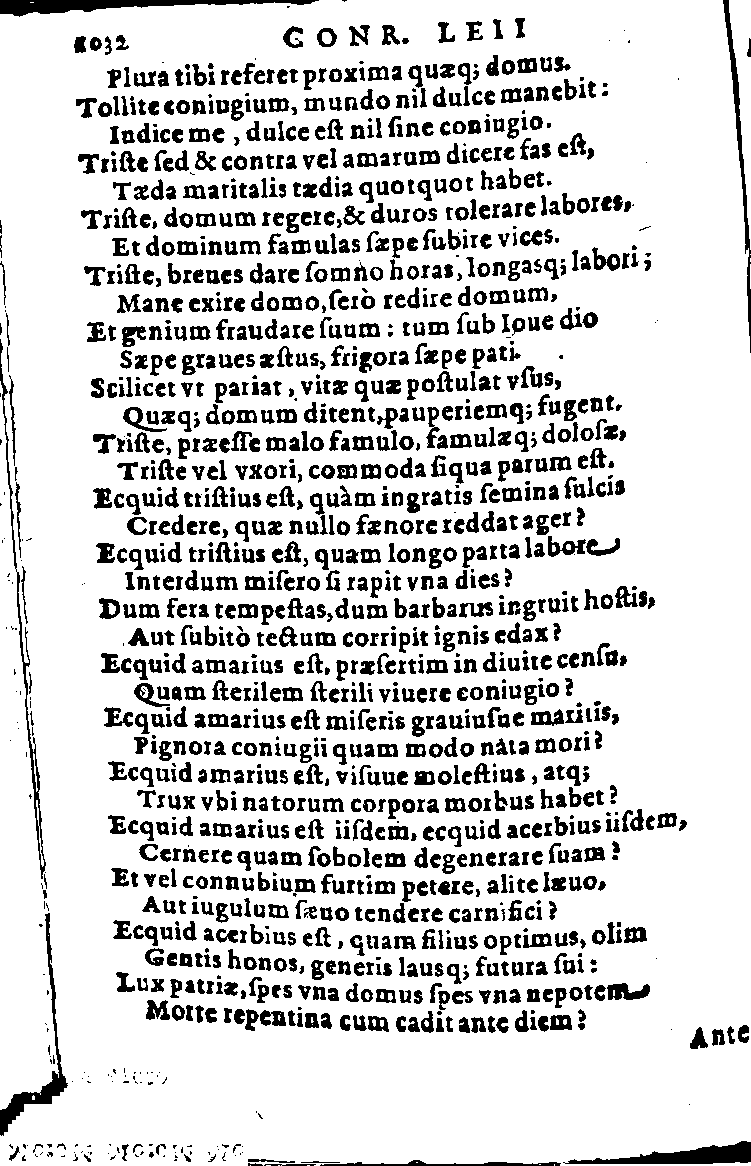 1032 CONR. LEII
Plura tibi referet proxima quæq; domus.
Tollite coniugium, mundo nil dulce manebit:
Indice me, dulce eſt nil ſine coniugio.
Triſte ſed & contra vel amarum dicere fas eſt,
Tæda maritalis tædia quotquot habet.
Triſte, domum regere, & duros tolerare labores,
Et dominum famulas ſæpe ſubire vices.
Triſte, breues dare ſomno horas, longasq; labori;
Mane exire domo, ſerò redire domum,
Et genium fraudare ſuum: tum ſub Ioue dio
Sæpe graues æſtus, frigora ſæpe pati.
Scilicet vt pariat, vitæ quæ poſtulat vſus,
Quæq; domum ditent, pauperiemq; fugent.
Triſte, præeſſe malo famulo, famulæq; doloſæ,
Triſte vel vxori, commoda ſiqua parum eſt.
Ecquid triſtius eſt, quàm ingratis ſemina ſulcis
Credere, quæ nullo fænore reddat ager?
Ecquid triſtius eſt, quam longo parta labore
Interdum miſero ſi rapit vna dies?
Dum fera tempeſtas, dum barbarus ingruit hoſtis,
Aut ſubitò tectum corripit ignis edax?
Ecquid amarius eſt, præſertim in diuite cenſu,
Quam ſterilem ſterili viuere coniugio?
Ecquid amarius eſt miſeris grauiuſue maritis,
Pignora coniugii quam modo nata mori?
Ecquid amarius eſt, viſuue moleſtius, atq;
Trux vbi natorum corpora morbus habet?
Ecquid amarius eſt iiſdem, ecquid acerbius iiſdem,
Cernere quam ſobolem degenerare ſuam?
Et vel connubium furtim petere, alite læuo,
Aut iugulum ſæuo tendere carnifici?
Ecquid acerbius eſt, quam filius optimus, olim
Gentis honos, generis lausq; futura ſui:
Lux patriæ, ſpes vna domus ſpes vna nepotem
Morte repentina cum cadit ante diem?
Ante